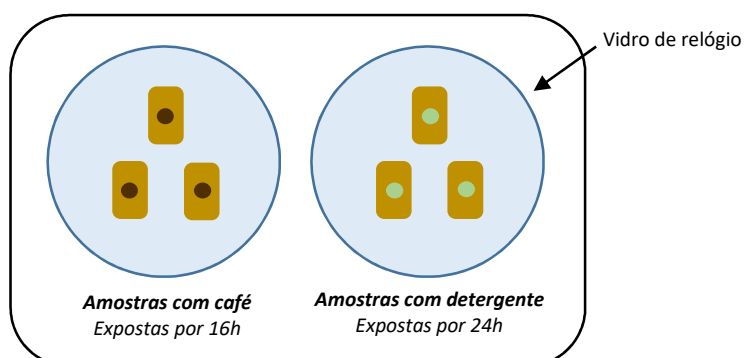 Vidro de relógio
Amostras com café
Expostas por 16h
Amostras com detergente
Expostas por 24h